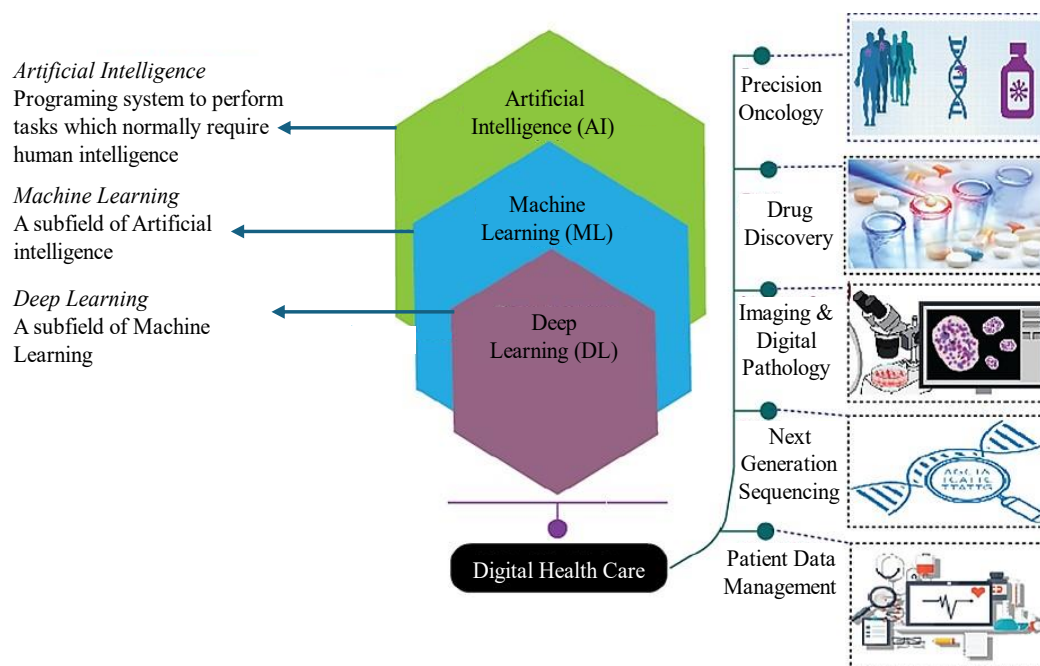 Artificial Intelligence
Programing system to perform
tasks which normally require
human intelligence
Machine Learning
A subfield of Artificial
intelligence
Deep Learning
A subfield of Machine
Learning
Artificial
Intelligence (AI)
Machine
Learning (ML)
Deep
Learning (DL)
Digital Health Care
Precision
Oncology
Drug
Discovery
Imaging &
Digital
Pathology
Next
Generation
Sequencing
Patient Data
Management